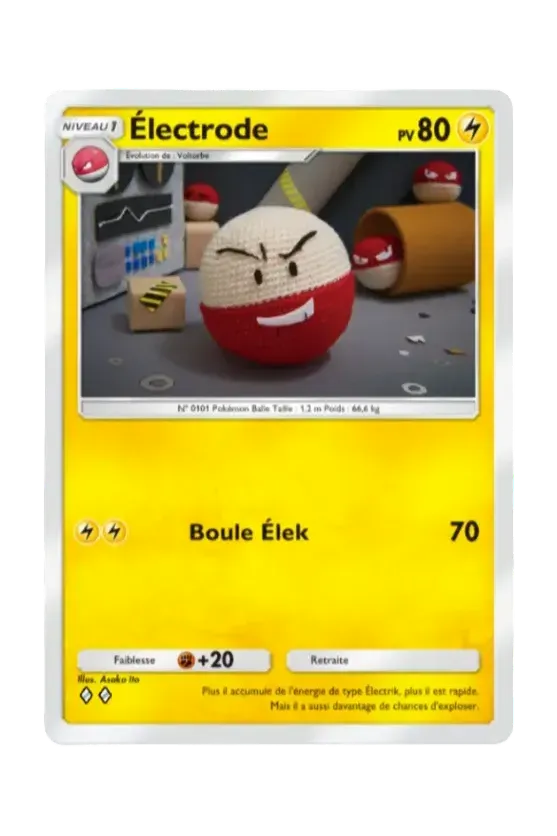 NIVEAU 1 Électrode PV 80
Évolution de : Voltorbe
N° 0101 Pokémon Balle Taille : 1,2 m Poids : 66,6 kg
Boule Élek 70
Faiblesse +20 Retraite
Illus. Asako Ito
Plus il accumule de l'énergie de type Électrik, plus il est rapide.
Mais il a aussi davantage de chances d'exploser.